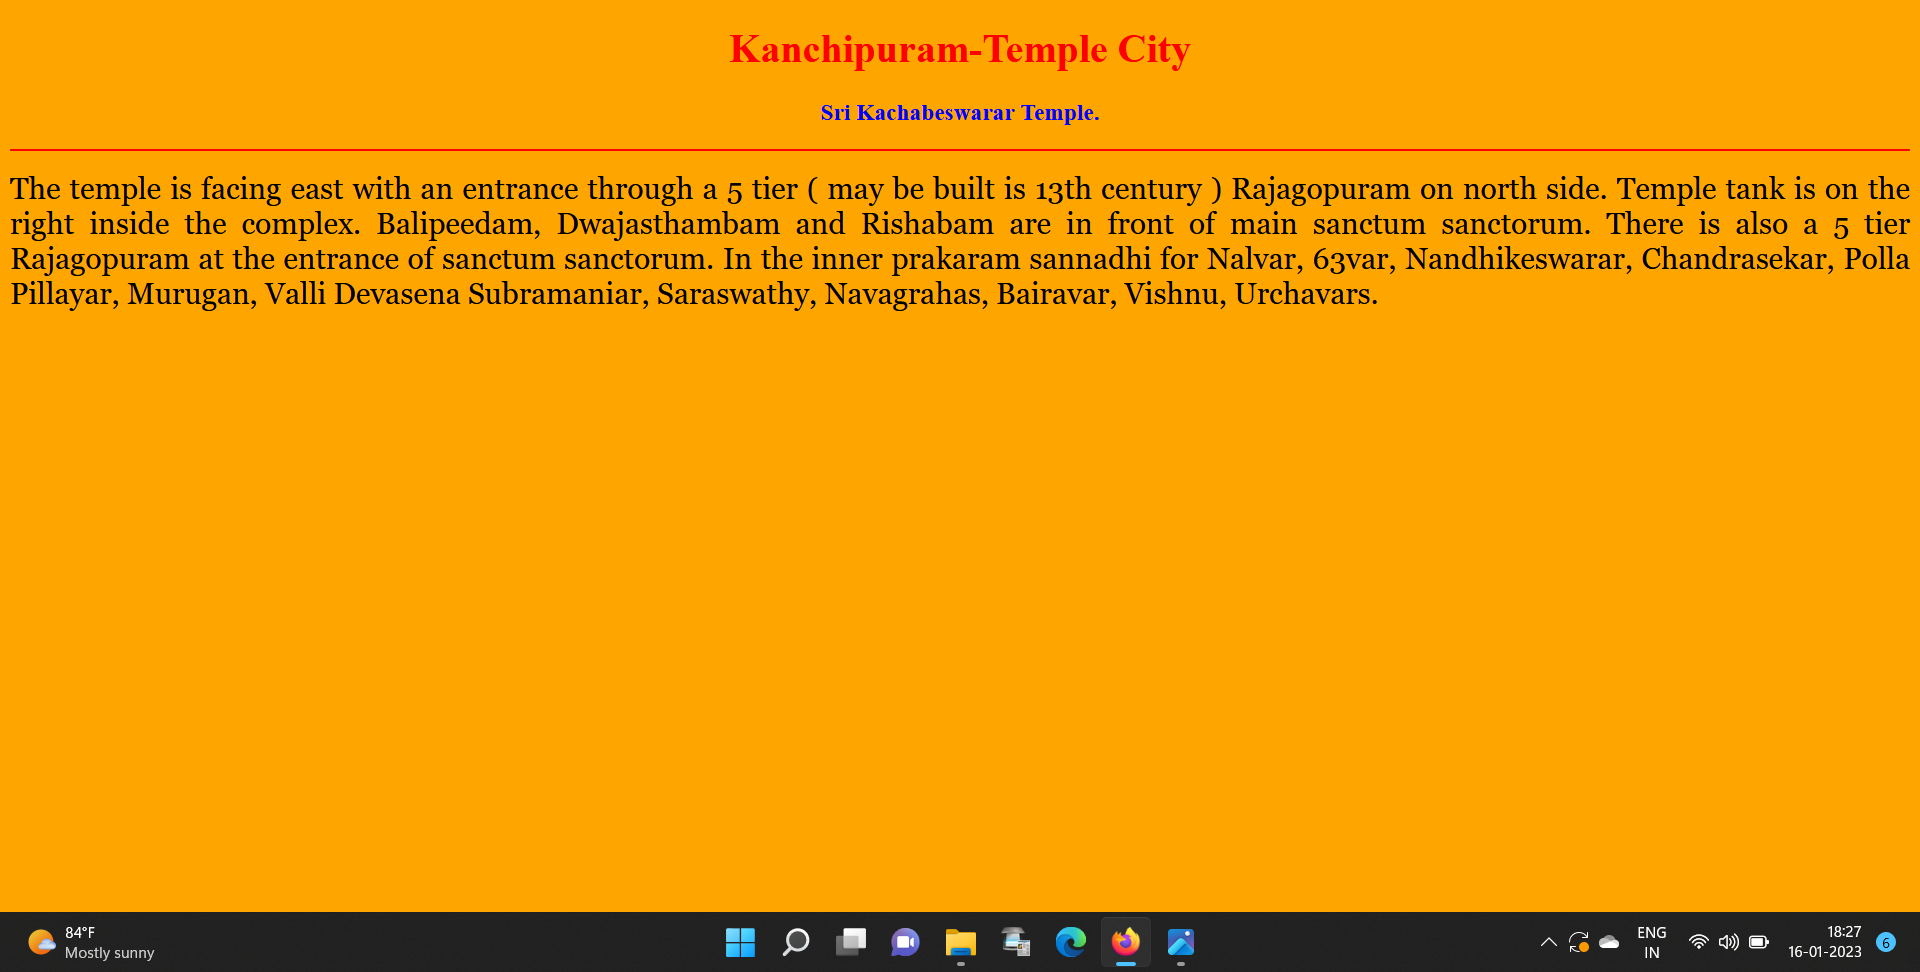 Kanchipuram-Temple City
Sri Kachabeswarar Temple.
The temple is facing east with an entrance through a 5 tier ( may be built is 13th century ) Rajagopuram on north side. Temple tank is on the
right inside the complex. Balipeedam, Dwajasthambam and Rishabam are in front of main sanctum sanctorum. There is also a 5 tier
Rajagopuram at the entrance of sanctum sanctorum. In the inner prakaram sannadhi for Nalvar, 63var, Nandhikeswarar, Chandrasekar, Polla
Pillayar, Murugan, Valli Devasena Subramaniar, Saraswathy, Navagrahas, Bairavar, Vishnu, Urchavars.
84°F
Mostly sunny
ENG
IN
18:27
16-01-2023
6